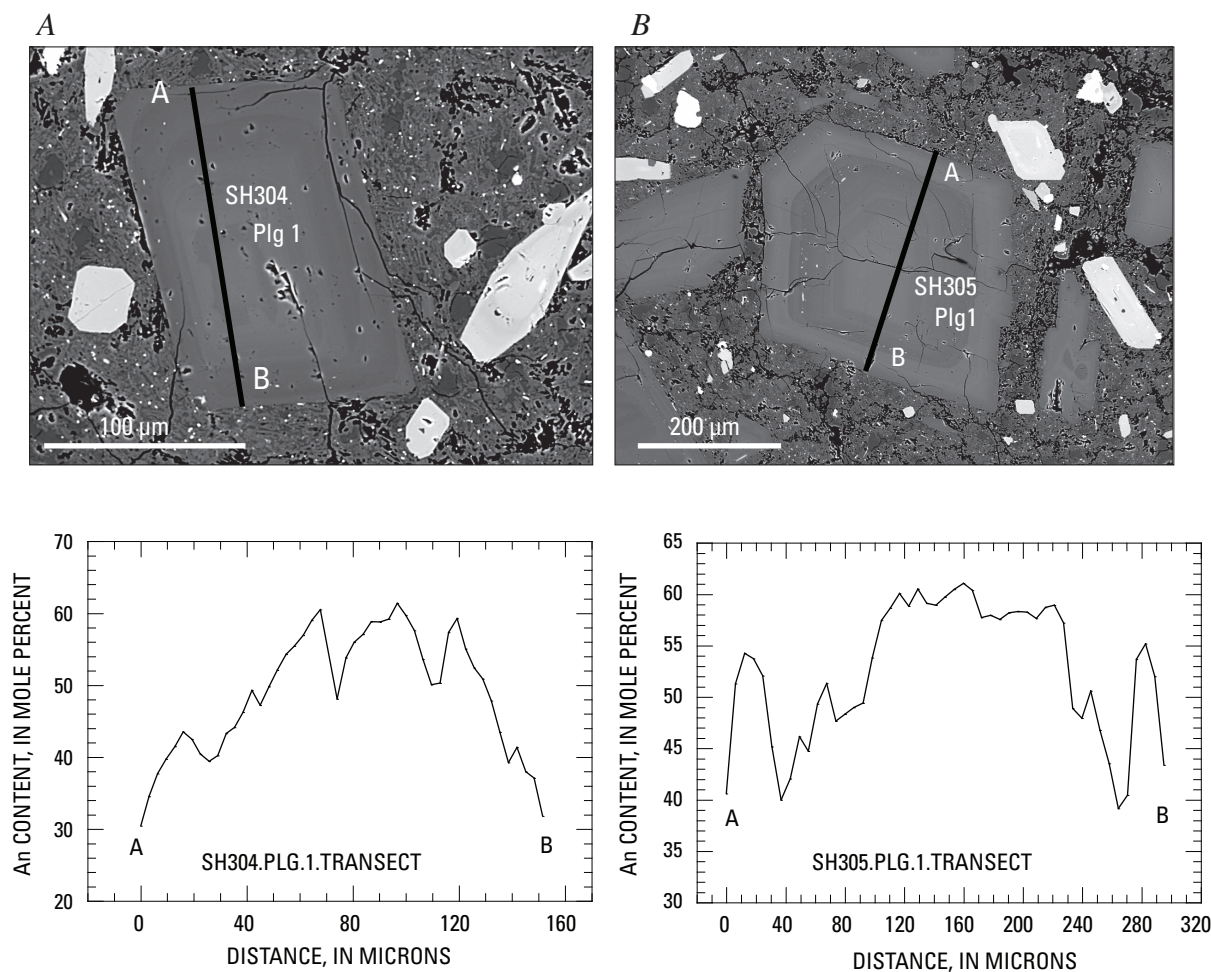 A
B
A
SH304
Plg 1
B
100 µm
A
SH305
Plg1
B
200 µm
An CONTENT, IN MOLE PERCENT
70
60
50
40
30
20
A
B
SH304.PLG.1.TRANSECT
0 40 80 120 160
DISTANCE, IN MICRONS
An CONTENT, IN MOLE PERCENT
65
60
55
50
45
40
35
30
A
B
SH305.PLG.1.TRANSECT
0 40 80 120 160 200 240 280 320
DISTANCE, IN MICRONS